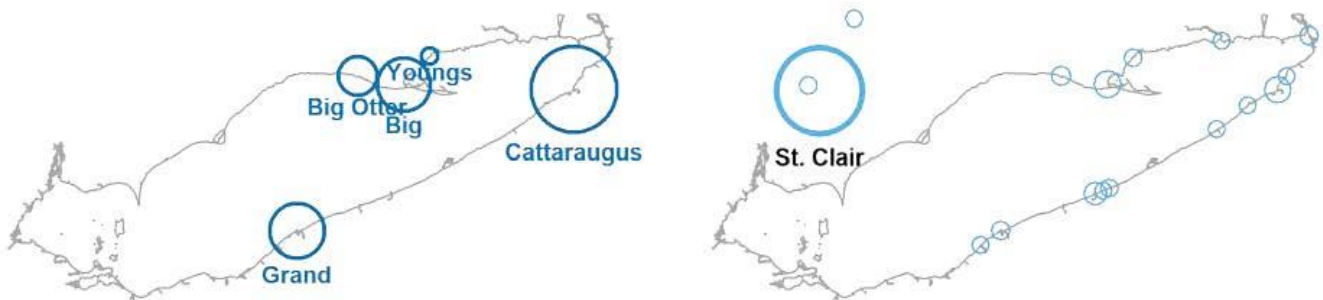 Youngs
Big Otter
Big
Cattaraugus
Grand
St. Clair